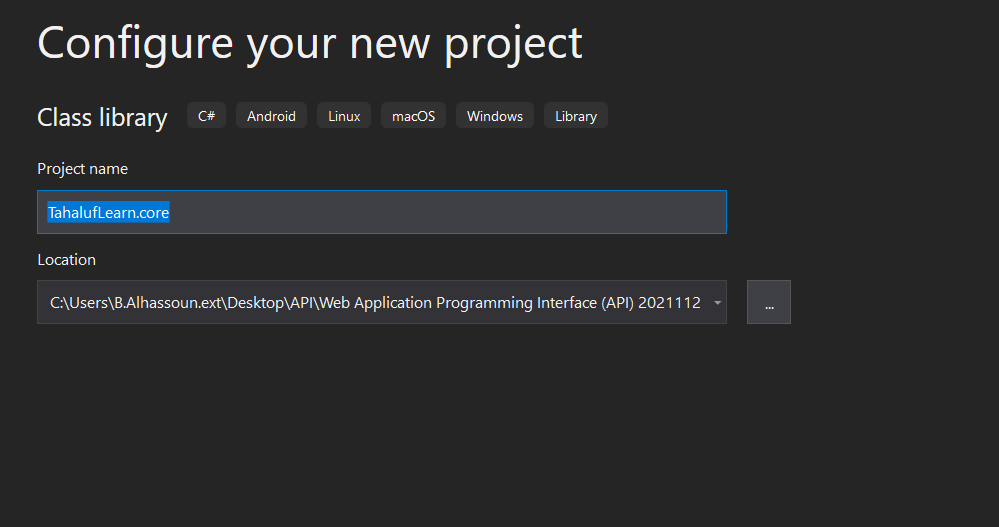 Configure your new project
Class library C# Android Linux macOS Windows Library
Project name
TahalufLearn.core
Location
C:\Users\B.Alhassoun.ext\Desktop\API\Web Application Programming Interface (API) 2021112
...